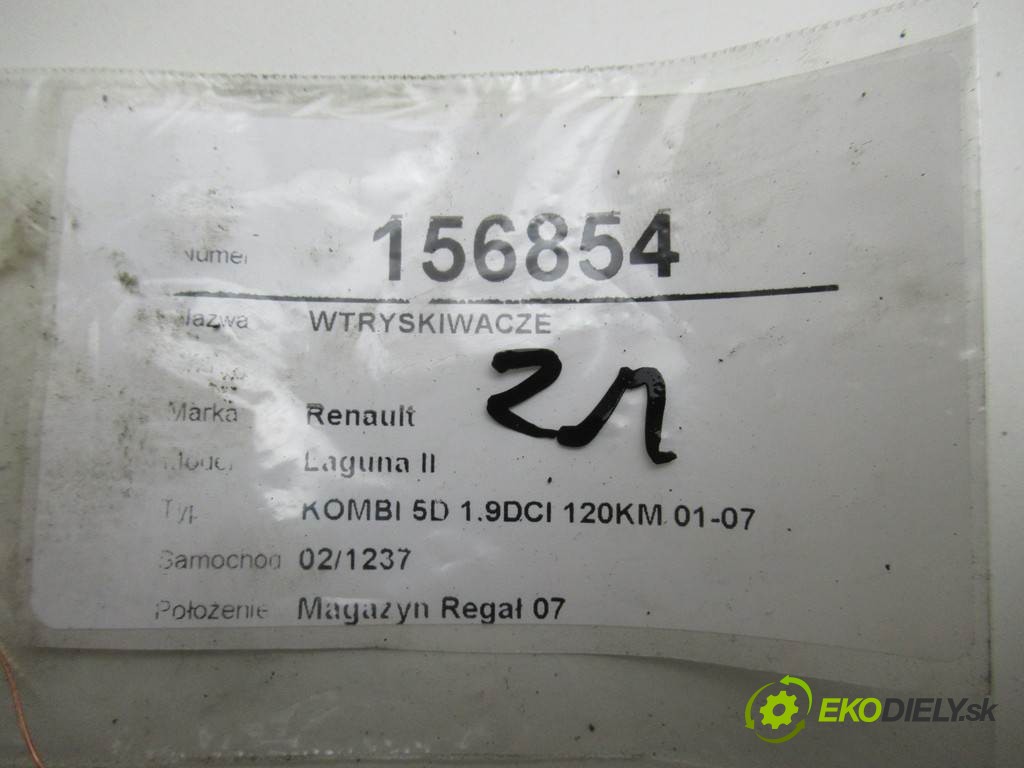 Numer 156854
Nazwa WTRYSKIWACZE
Marka Renault
Model Laguna II
Typ KOMBI 5D 1.9DCI 120KM 01-07
Samochod 02/1237
Położenie Magazyn Regał 07
EKODIELY.sk